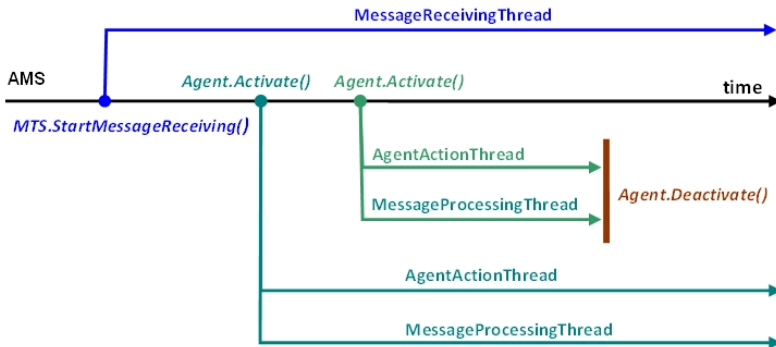 MessageReceivingThread
AMS
Agent.Activate()
Agent.Activate()
time
MTS.StartMessageReceiving()
AgentActionThread
MessageProcessingThread
Agent.Deactivate()
AgentActionThread
MessageProcessingThread